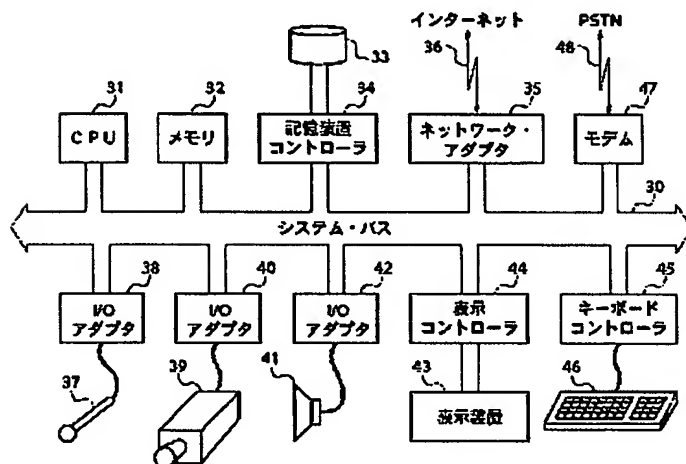 インターネット
PSTN
36
48
33
31
32
34
35
47
CPU
メモリ
記憶装置
コントローラ
ネットワーク・
アダプタ
モデム
30
システム・バス
38
40
42
44
45
I/O
アダプタ
I/O
アダプタ
I/O
アダプタ
表示
コントローラ
キーボード
コントローラ
37
39
41
43
46
表示装置